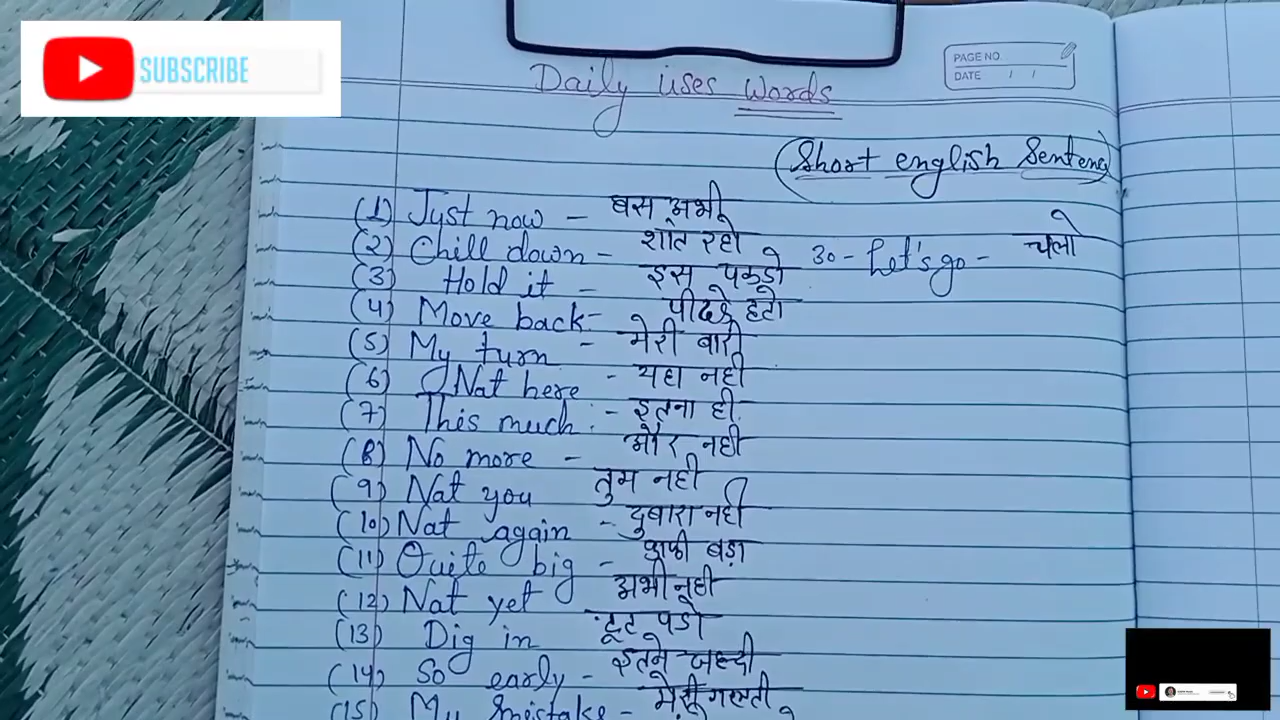 SUBSCRIBE
PAGE NO.
DATE / /
Daily uses Words
(Short english Sentence)
(1) Just now - बस अभी
(2) Chill down - शांत रहो
30 - Let's go - चलो
(3) Hold it - इस पकडो
(4) Move back - पीछे हटो
(5) My turn - मेरी बारी
(6) Nat here - यहा नही
(7) This much :- इतना ही
(8) No more - और नही
(9) Nat you तुम नही
(10) Nat again - दुबारा नही
(11) Quite big - काफी बड़ा
(12) Nat yet अभी नही
(13) Dig in टूट पडो
(14) So early - इतने जल्दी
(15) My mistake - मेरी गलती